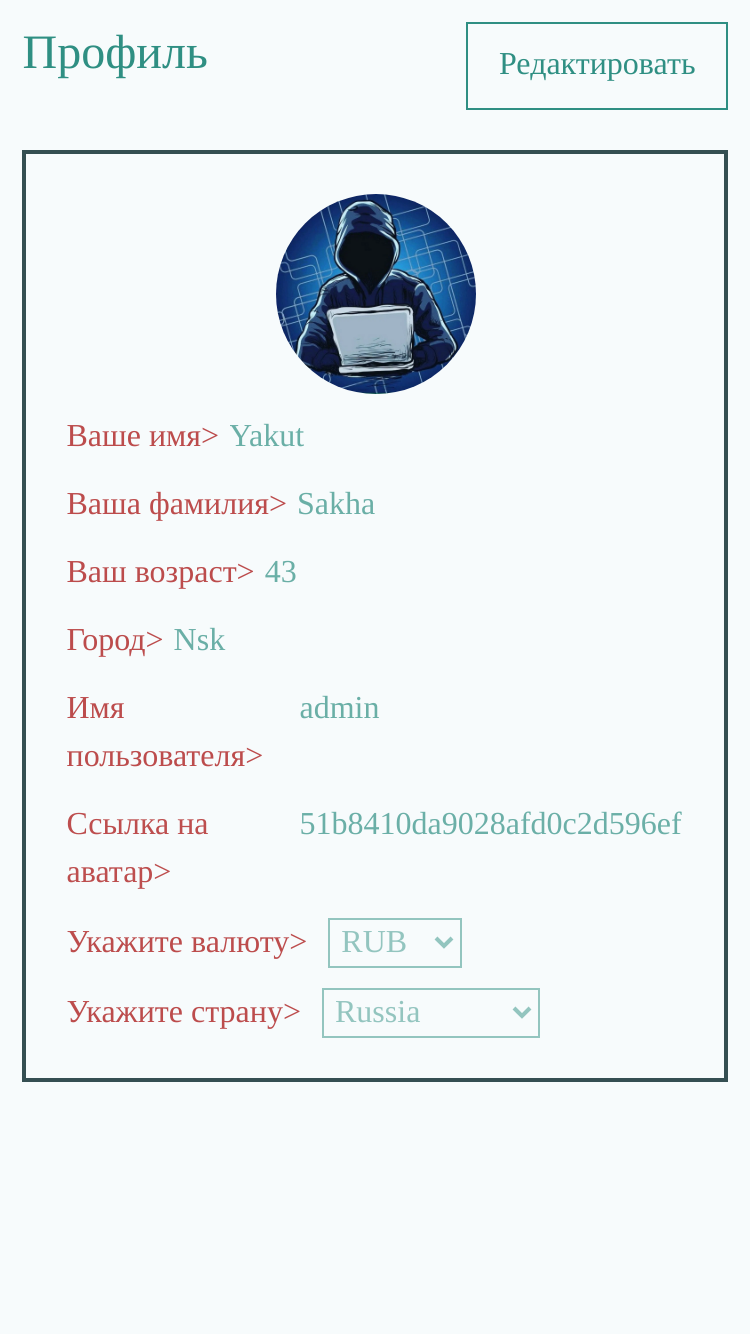 Профиль
Редактировать
Ваше имя> Yakut
Ваша фамилия> Sakha
Ваш возраст> 43
Город> Nsk
Имя admin
пользователя>
Ссылка на 51b8410da9028afd0c2d596ef
аватар>
Укажите валюту> RUB
Укажите страну> Russia